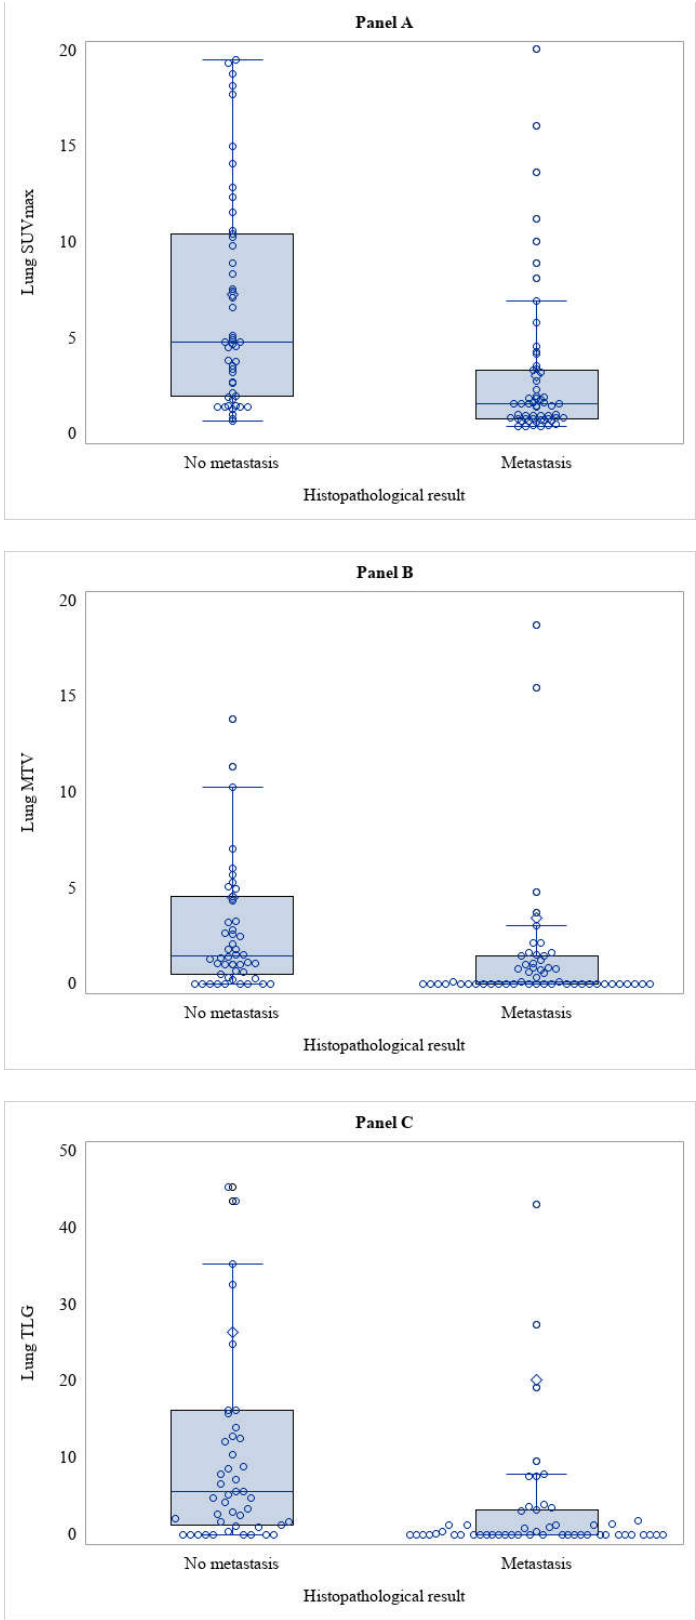 Panel A
20
15
10
5
0
Lung SUVmax
No metastasis
Metastasis
Histopathological result
Panel B
20
15
10
5
0
Lung MTV
No metastasis
Metastasis
Histopathological result
Panel C
50
40
30
20
10
0
Lung TLG
No metastasis
Metastasis
Histopathological result